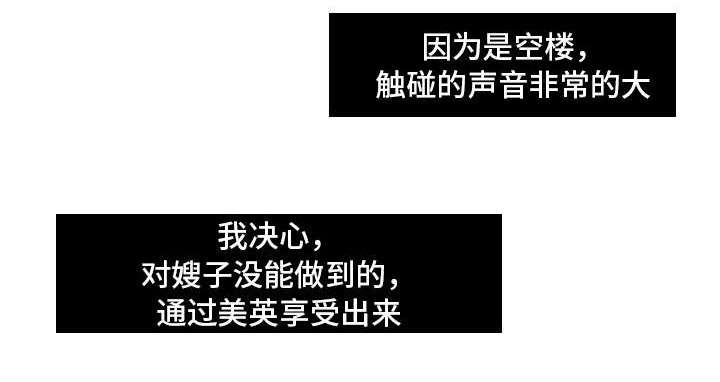 因为是空楼，
触碰的声音非常的大
我决心，
对嫂子没能做到的，
通过美英享受出来